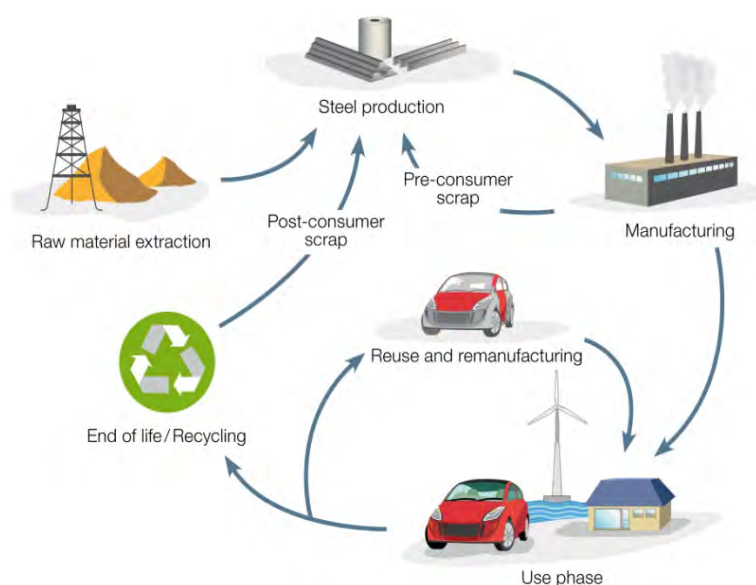 Steel production
Raw material extraction
Post-consumer
scrap
Pre-consumer
scrap
Manufacturing
Reuse and remanufacturing
End of life/Recycling
Use phase